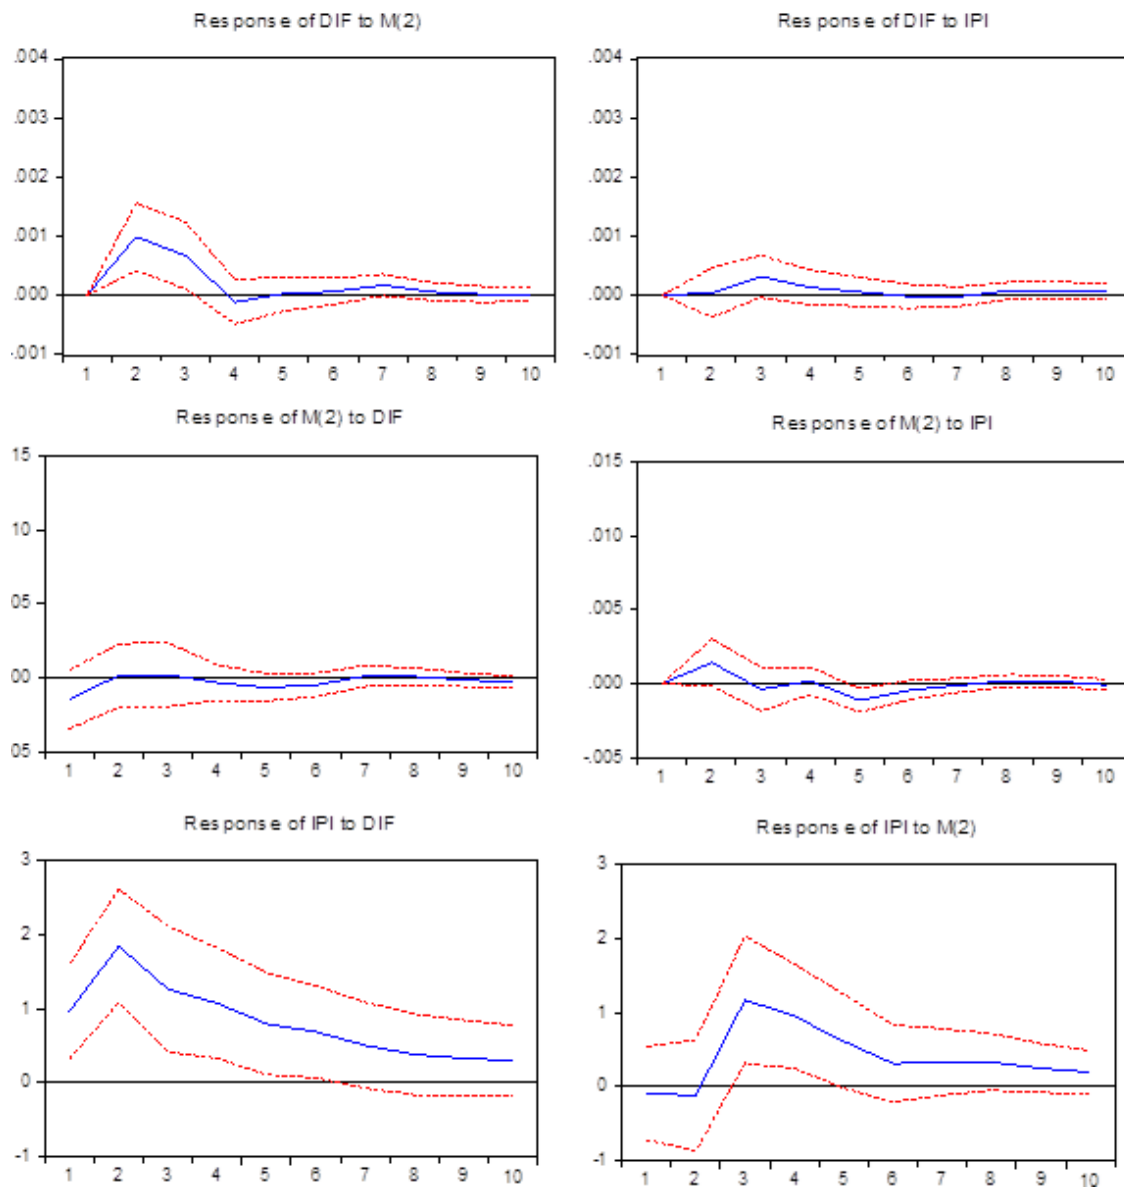 Response of DIF to M(2)
.004
.003
.002
.001
.000
-.001
1 2 3 4 5 6 7 8 9 10
Response of DIF to IPI
.004
.003
.002
.001
.000
-.001
1 2 3 4 5 6 7 8 9 10
Response of M(2) to DIF
15
10
05
00
05
1 2 3 4 5 6 7 8 9 10
Response of M(2) to IPI
.015
.010
.005
.000
-.005
1 2 3 4 5 6 7 8 9 10
Response of IPI to DIF
3
2
1
0
-1
1 2 3 4 5 6 7 8 9 10
Response of IPI to M(2)
3
2
1
0
-1
1 2 3 4 5 6 7 8 9 10